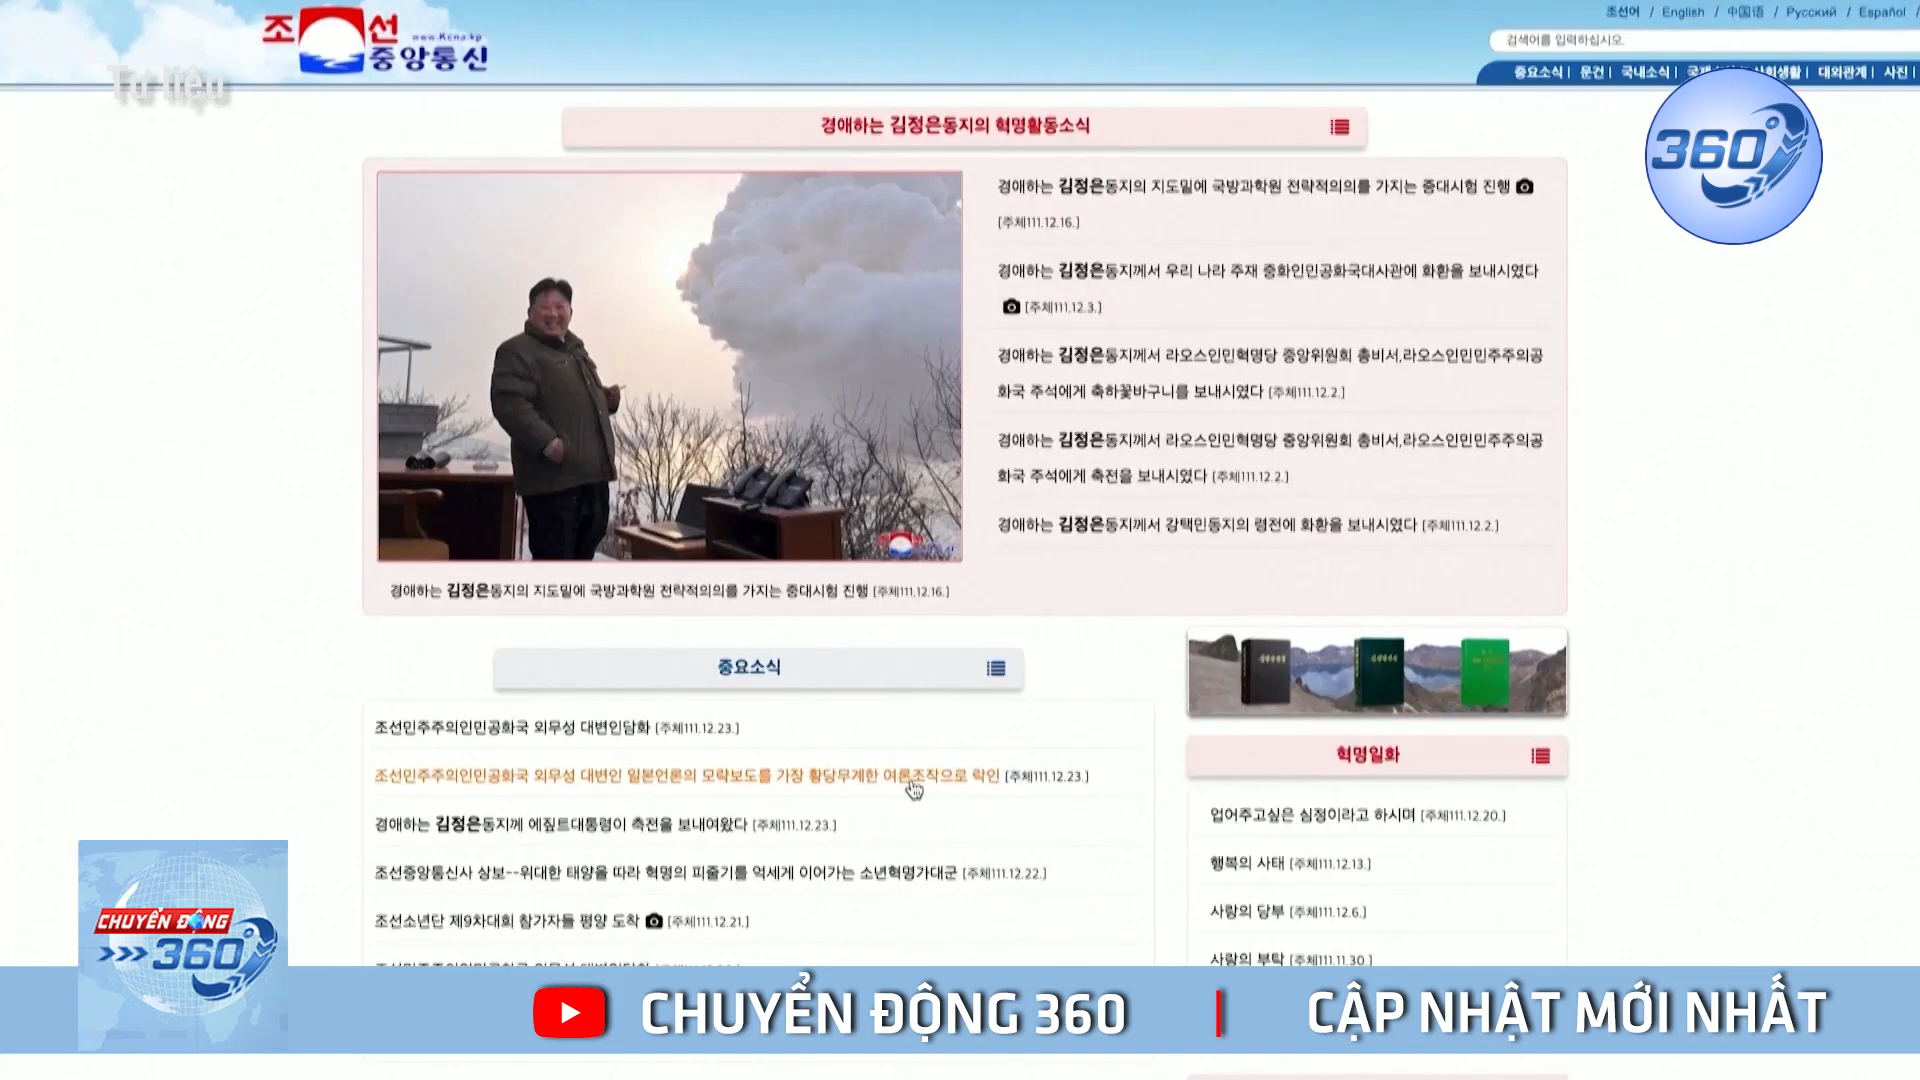 조선
www.kcna.kp
중앙통신
조선어 / English / 中国语 / Русский / Español /
검색어를 입력하십시오.
중요소식 | 문건 | 국내소식 | 사회생활 | 대외관계 | 사진 |
Tư liệu
360°
경애하는 김정은동지의 혁명활동소식
경애하는 김정은동지의 지도밑에 국방과학원 전략적의의를 가지는 중대시험 진행
[주체111.12.16.]
경애하는 김정은동지께서 우리 나라 주재 중화인민공화국대사관에 화환을 보내시였다
[주체111.12.3.]
경애하는 김정은동지께서 라오스인민혁명당 중앙위원회 총비서,라오스인민민주주의공
화국 주석에게 축하꽃바구니를 보내시였다 [주체111.12.2.]
경애하는 김정은동지께서 라오스인민혁명당 중앙위원회 총비서,라오스인민민주주의공
화국 주석에게 축전을 보내시였다 [주체111.12.2.]
경애하는 김정은동지께서 강택민동지의 령전에 화환을 보내시였다 [주체111.12.2.]
경애하는 김정은동지의 지도밑에 국방과학원 전략적의의를 가지는 중대시험 진행 [주체111.12.16.]
중요소식
조선민주주의인민공화국 외무성 대변인담화 [주체111.12.23.]
조선민주주의인민공화국 외무성 대변인 일본언론의 모략보도를 가장 황당무계한 여론조작으로 락인 [주체111.12.23.]
경애하는 김정은동지께 에짚트대통령이 축전을 보내여왔다 [주체111.12.23.]
조선중앙통신사 상보--위대한 태양을 따라 혁명의 피줄기를 억세게 이어가는 소년혁명가대군 [주체111.12.22.]
조선소년단 제9차대회 참가자들 평양 도착 [주체111.12.21.]
혁명일화
업어주고싶은 심정이라고 하시며 [주체111.12.20.]
행복의 사태 [주체111.12.13.]
사랑의 당부 [주체111.12.6.]
사랑의 부탁 [주체111.11.30.]
CHUYỂN ĐỘNG
>>> 360°
CHUYỂN ĐỘNG 360 | CẬP NHẬT MỚI NHẤT